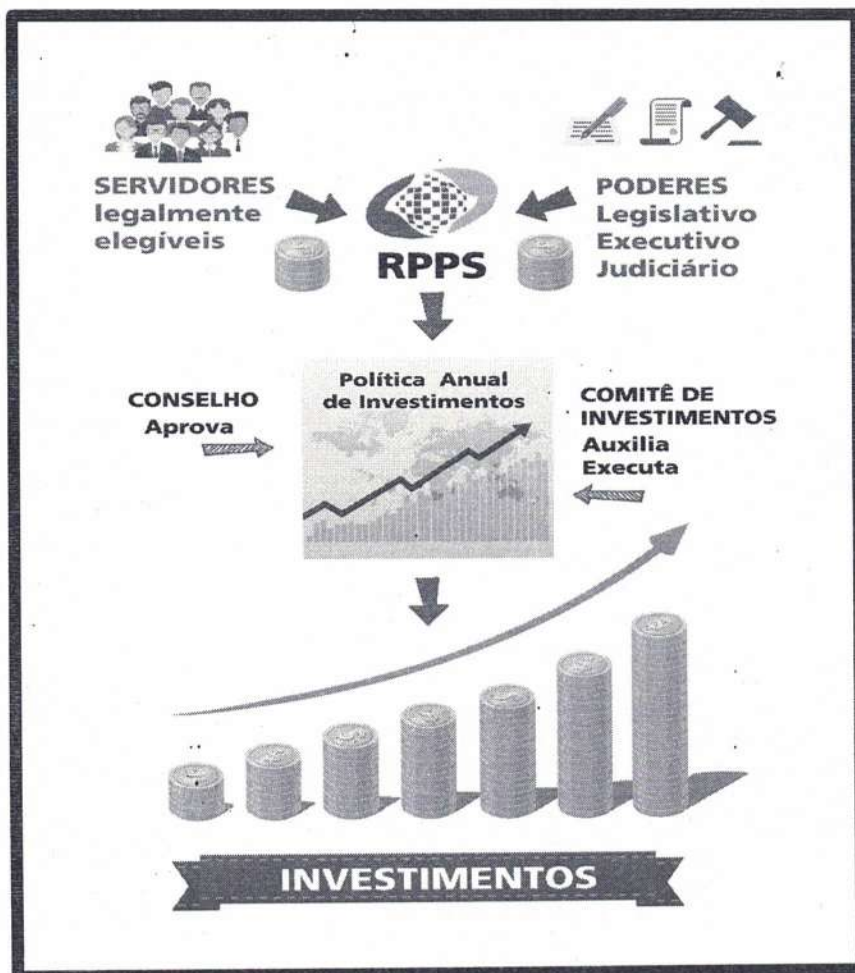 SERVIDORES
legalmente
elegíveis
RPPS
PODERES
Legislativo
Executivo
Judiciário
CONSELHO
Aprova
Política Anual
de Investimentos
COMITÊ DE
INVESTIMENTOS
Auxilia
Executa
INVESTIMENTOS